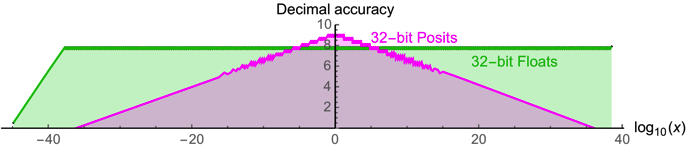 Decimal accuracy
10
8
6
4
2
32-bit Posits
32-bit Floats
−40 −20 0 20 40
log₁₀(x)